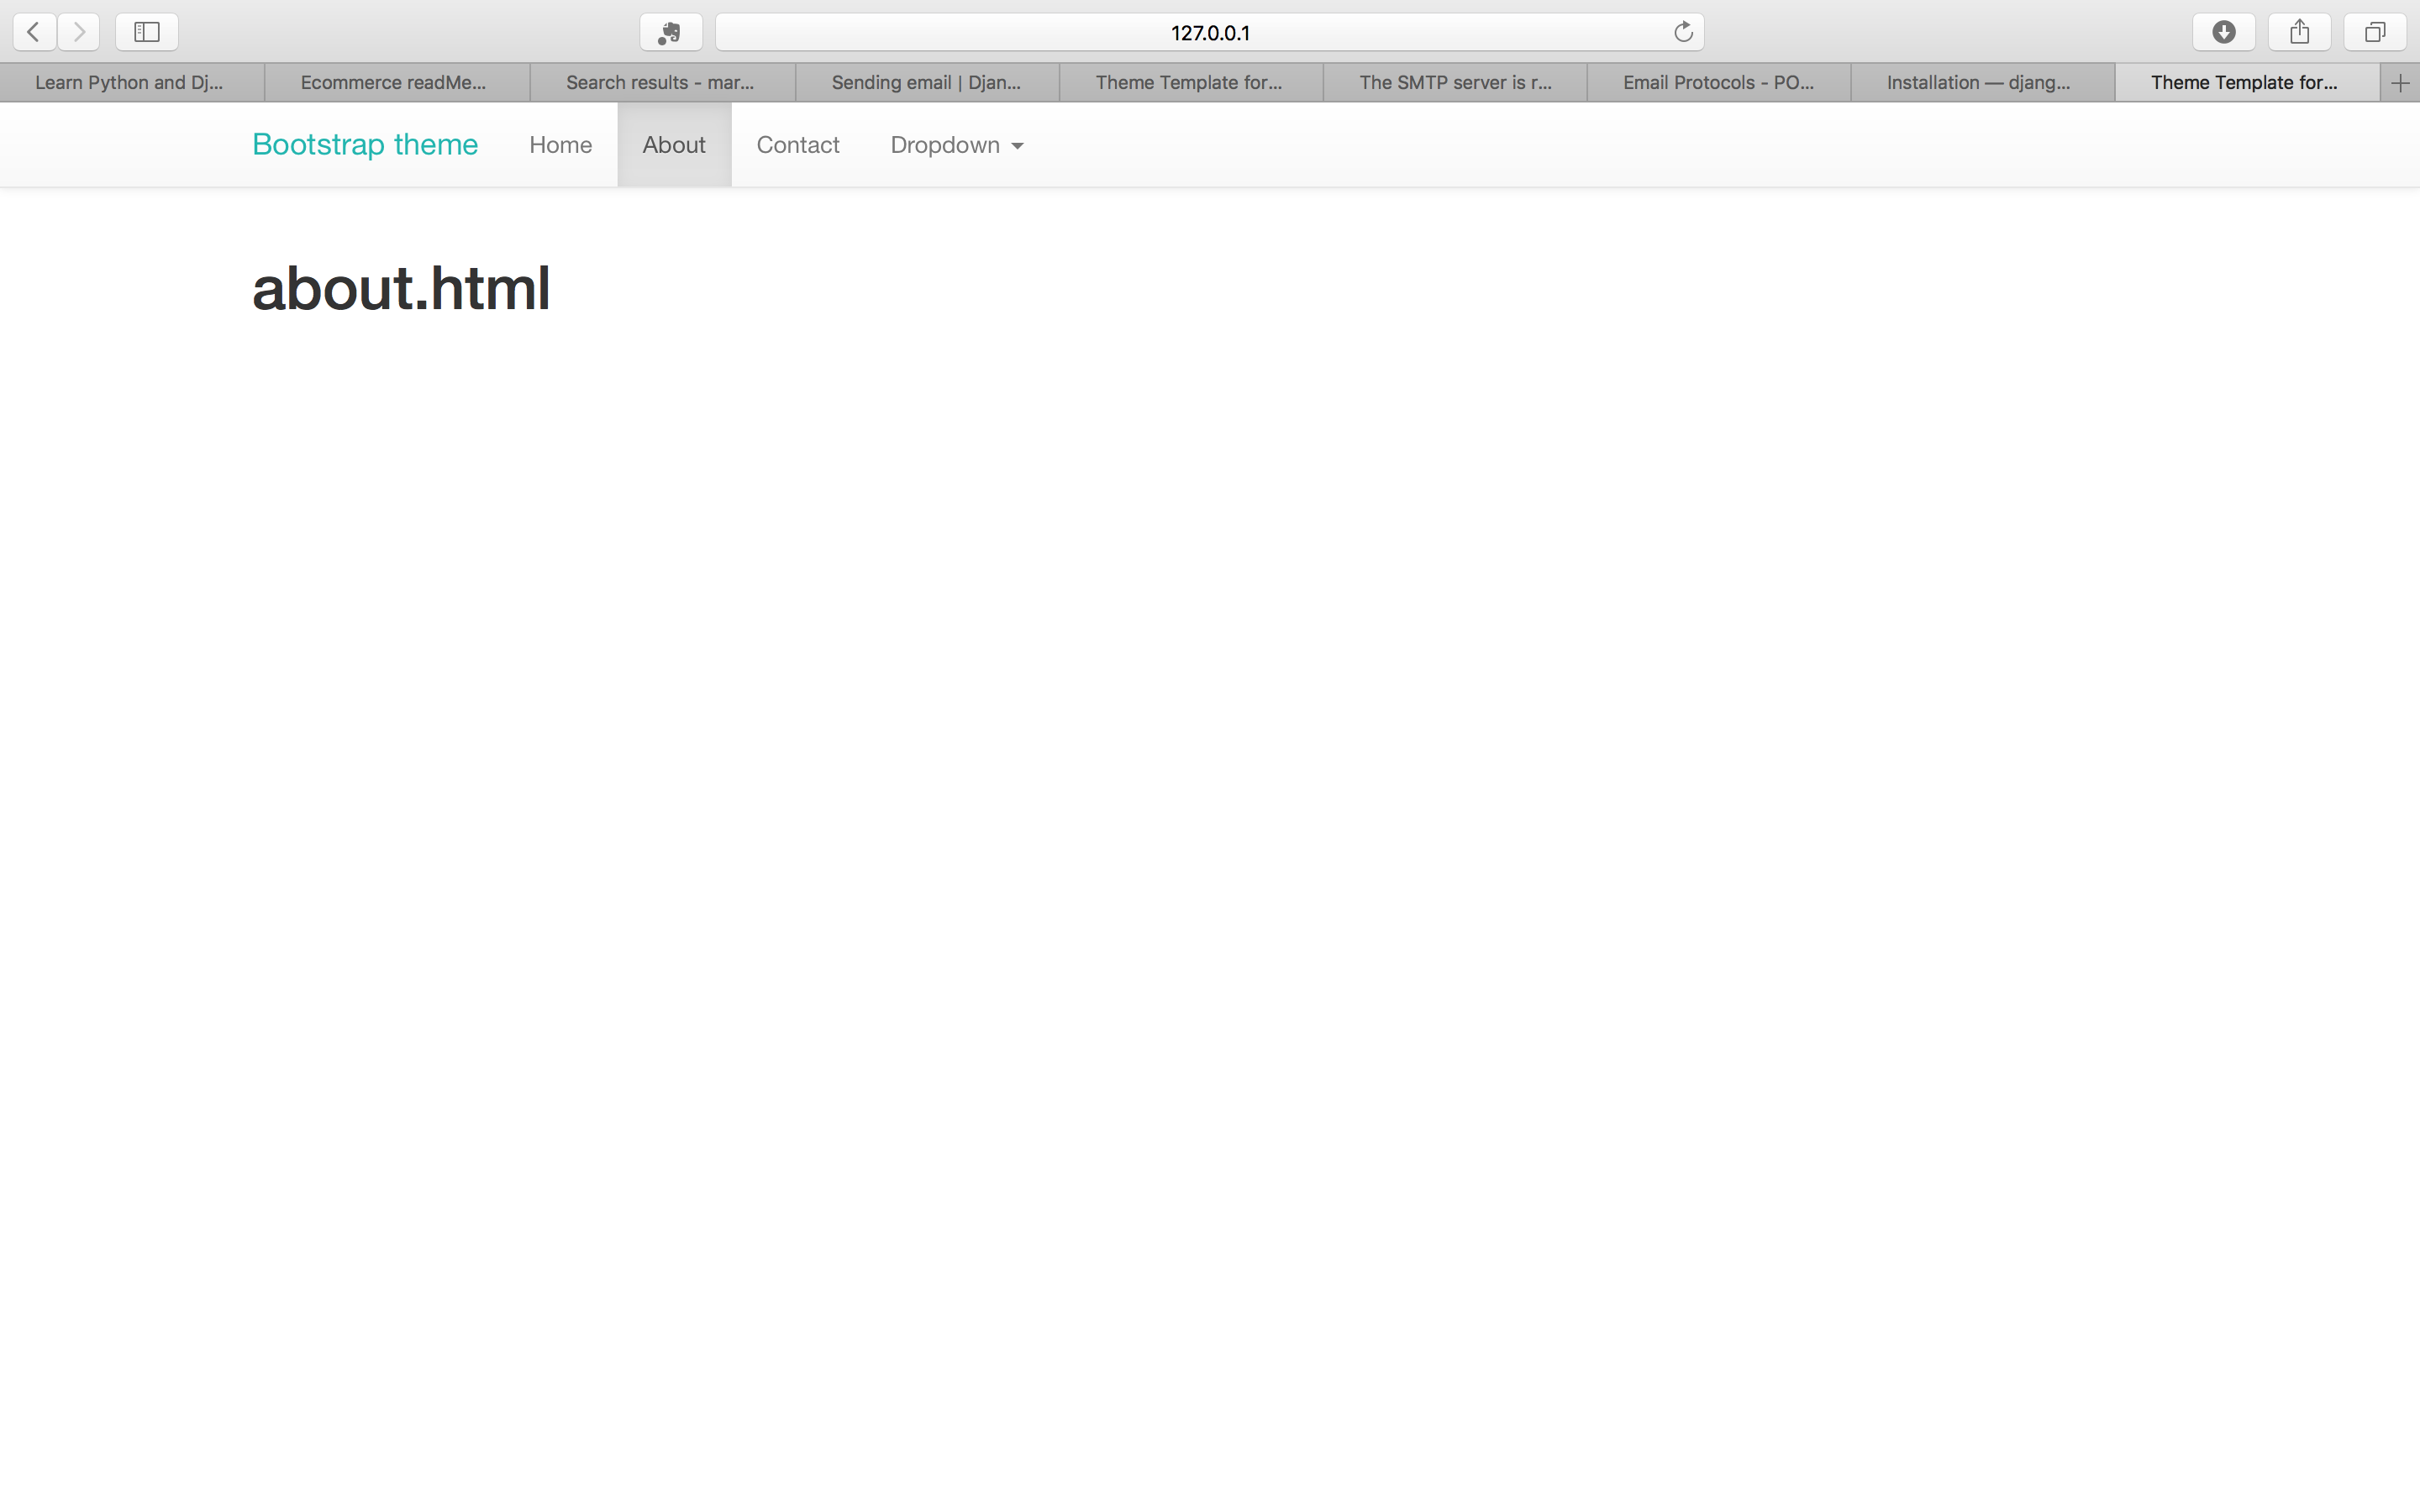 127.0.0.1
Learn Python and Dj... Ecommerce readMe... Search results - mar... Sending email | Djan... Theme Template for... The SMTP server is r... Email Protocols - PO... Installation — djang... Theme Template for...
Bootstrap theme Home About Contact Dropdown
about.html